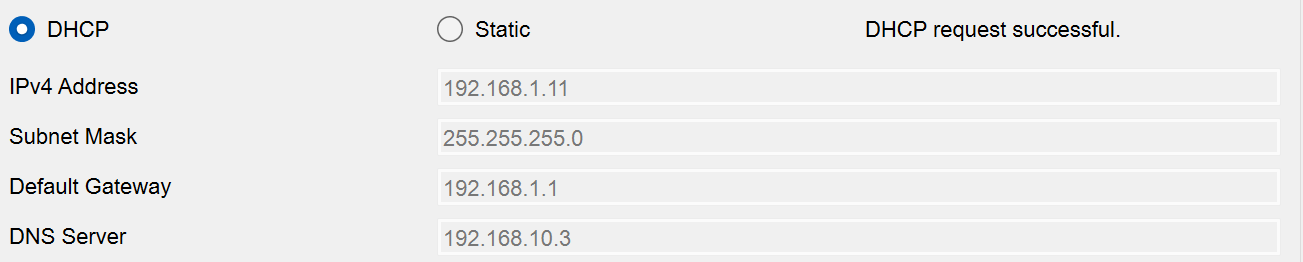 DHCP Static DHCP request successful.
IPv4 Address 192.168.1.11
Subnet Mask 255.255.255.0
Default Gateway 192.168.1.1
DNS Server 192.168.10.3